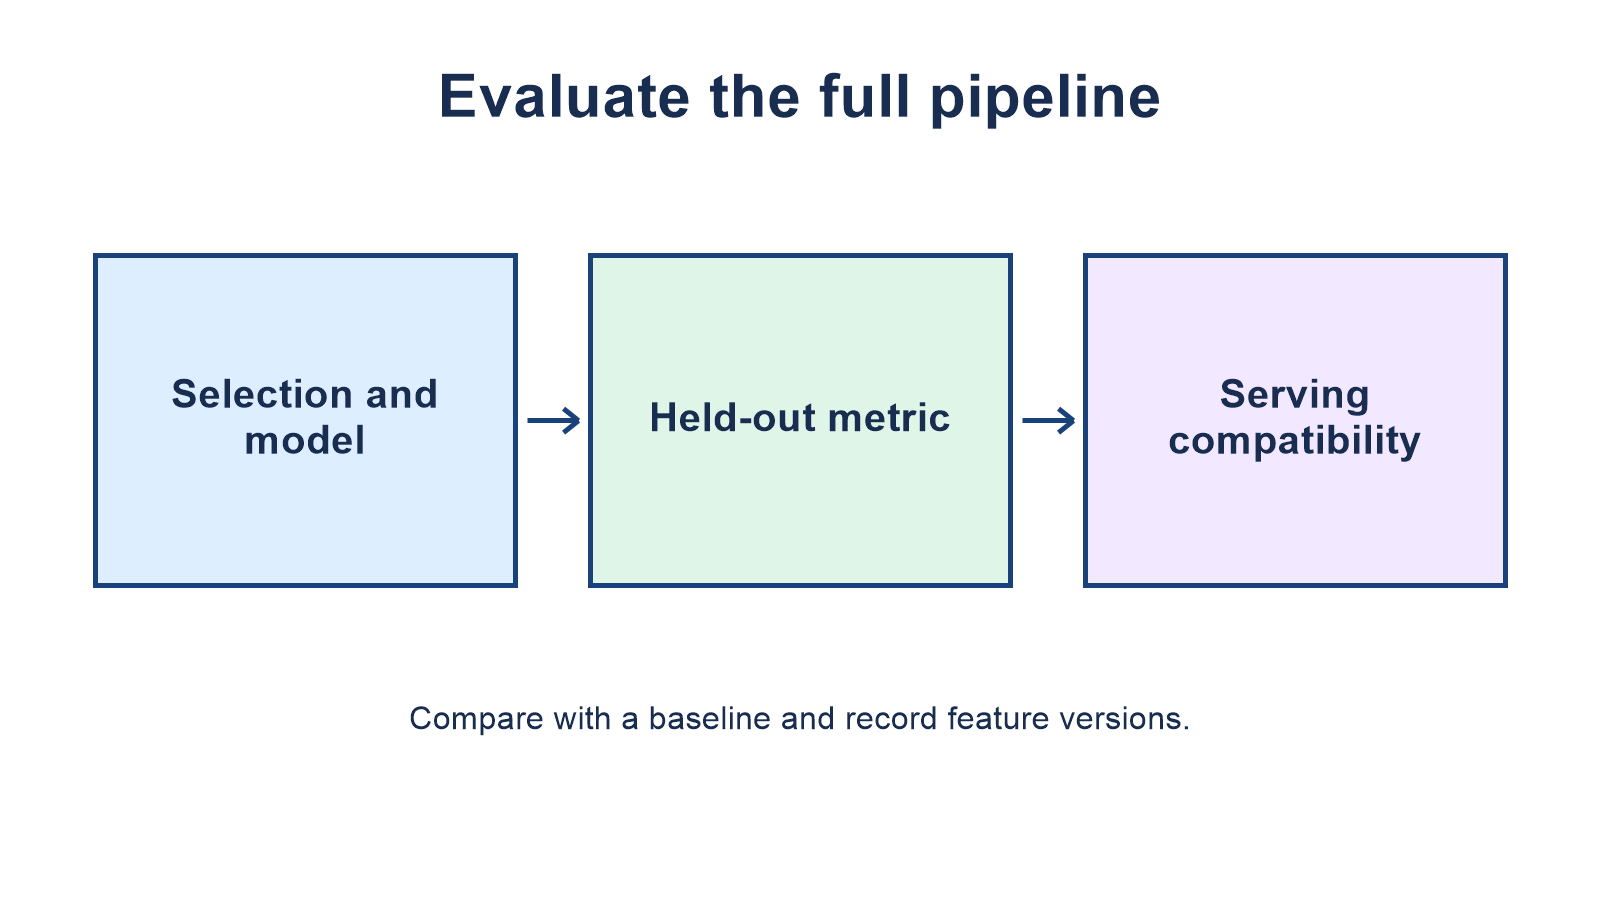 Evaluate the full pipeline
Selection and
model
Held-out metric
Serving
compatibility
Compare with a baseline and record feature versions.